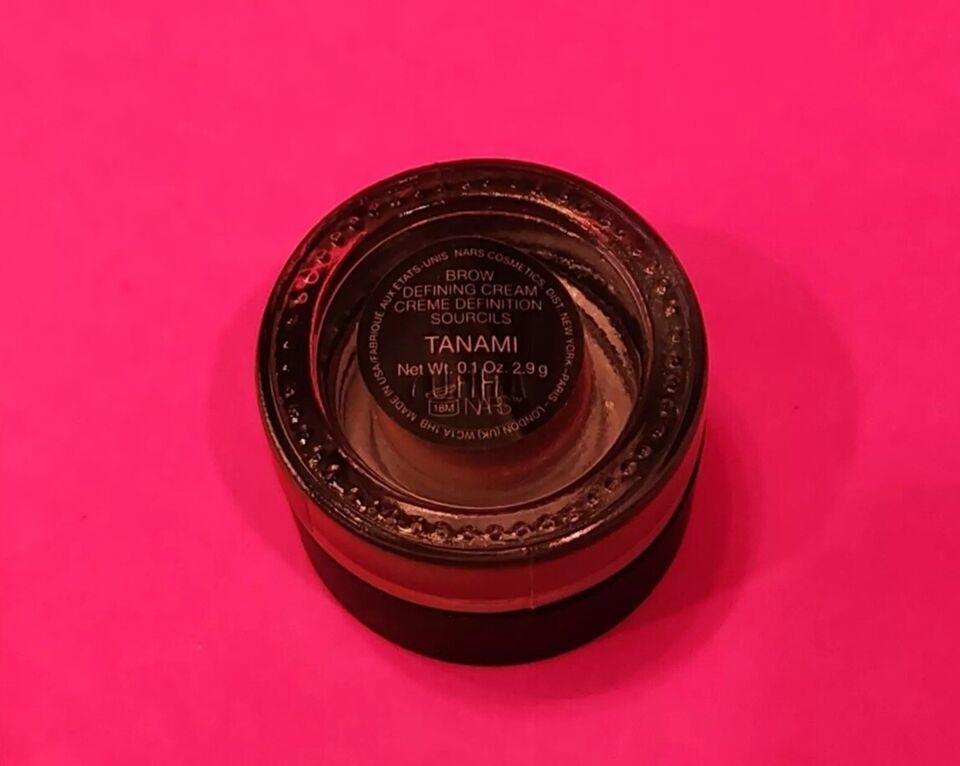 BROW
DEFINING CREAM
CREME DEFINITION
SOURCILS
TANAMI
Net Wt. 0.1 Oz. 2.9 g
18M
NARS™
MADE IN USA/FABRIQUE AUX ETATS-UNIS NARS COSMETICS, DIST. NEW YORK - PARIS - LONDON (UK) WC1A 1HB